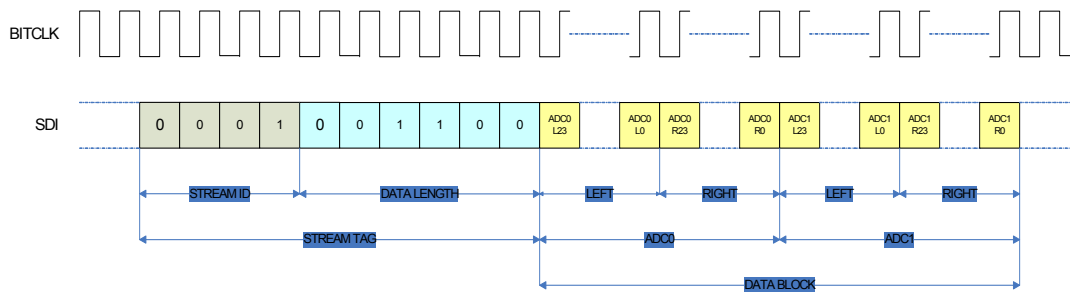 BITCLK
SDI
0 0 0 1 0 0 1 1 0 0
ADC0 L23
ADC0 L0
ADC0 R23
ADC0 R0
ADC1 L23
ADC1 L0
ADC1 R23
ADC1 R0
STREAM ID DATA LENGTH LEFT RIGHT LEFT RIGHT
STREAM TAG ADC0 ADC1
DATA BLOCK